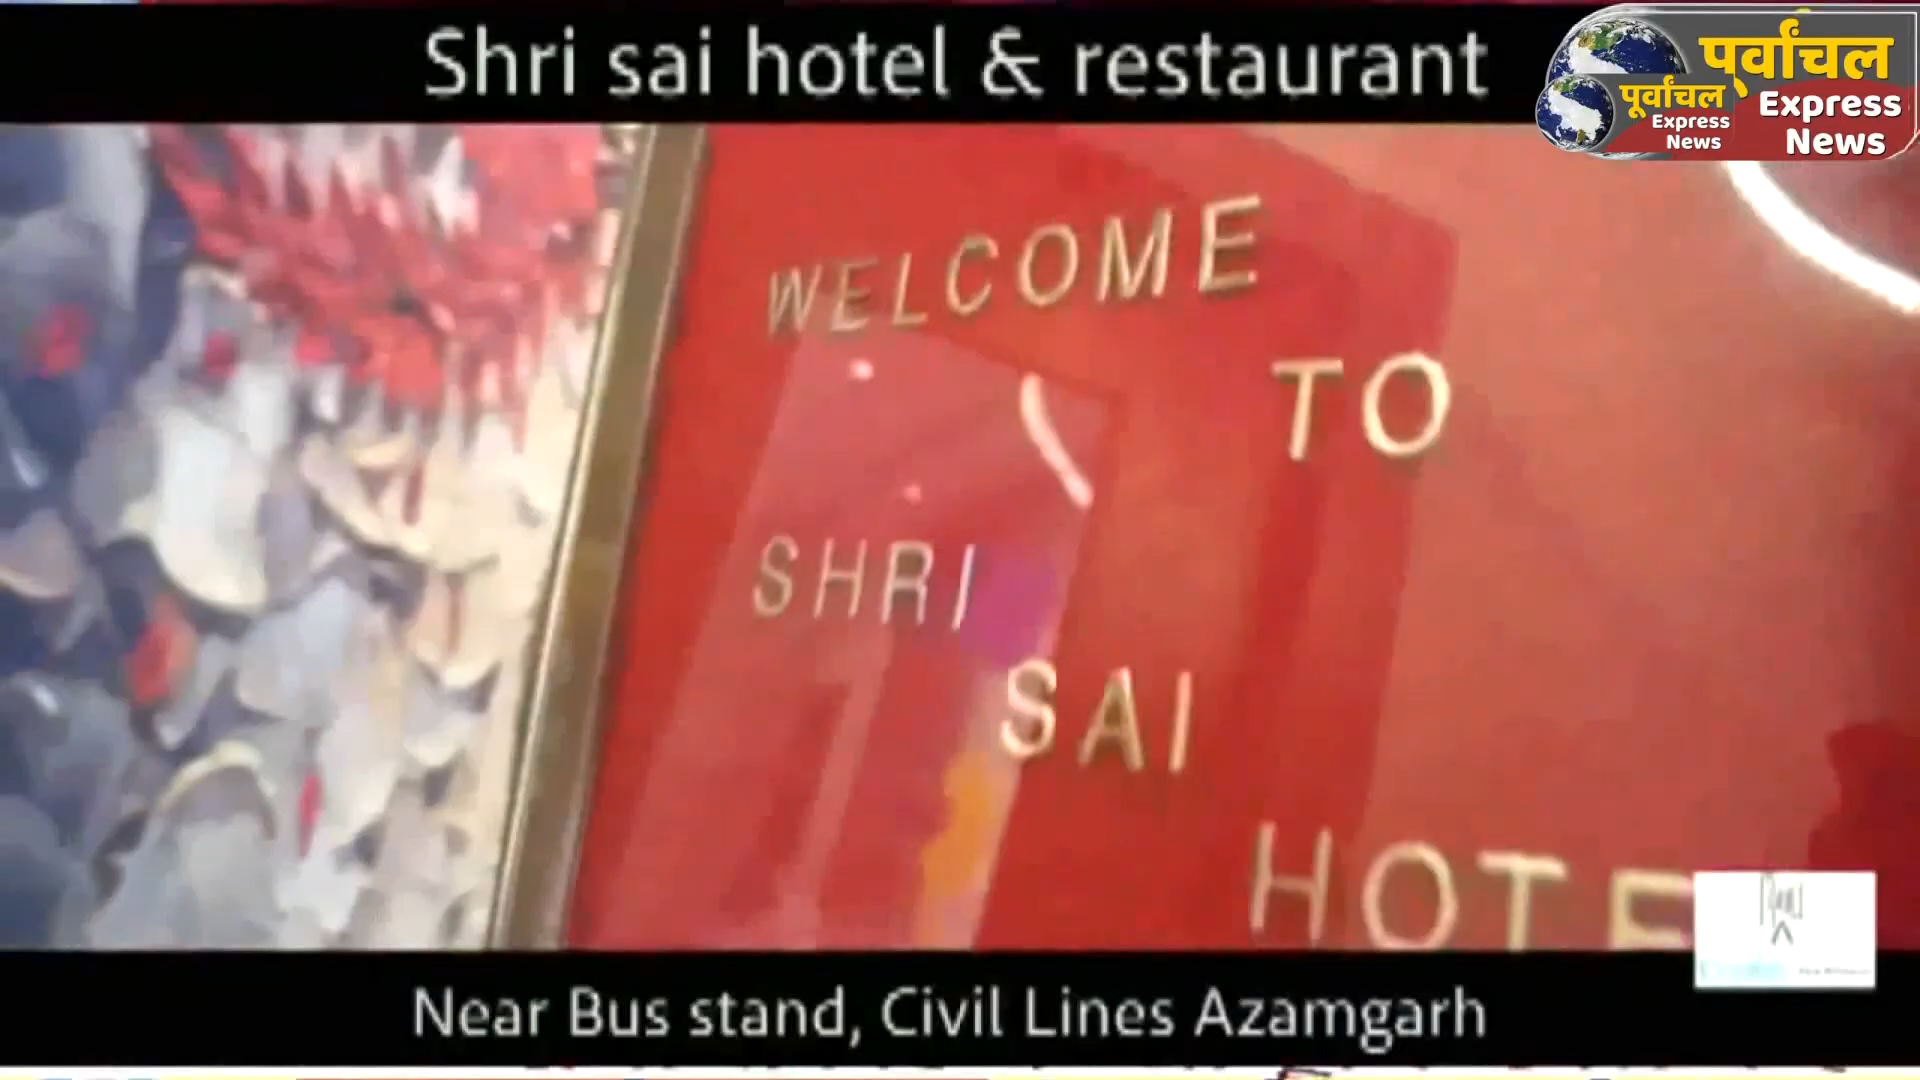 Shri sai hotel & restaurant
पूर्वांचल
Express
News
पूर्वांचल
Express
News
WELCOME
TO
SHRI
SAI
HOTE
Near Bus stand, Civil Lines Azamgarh